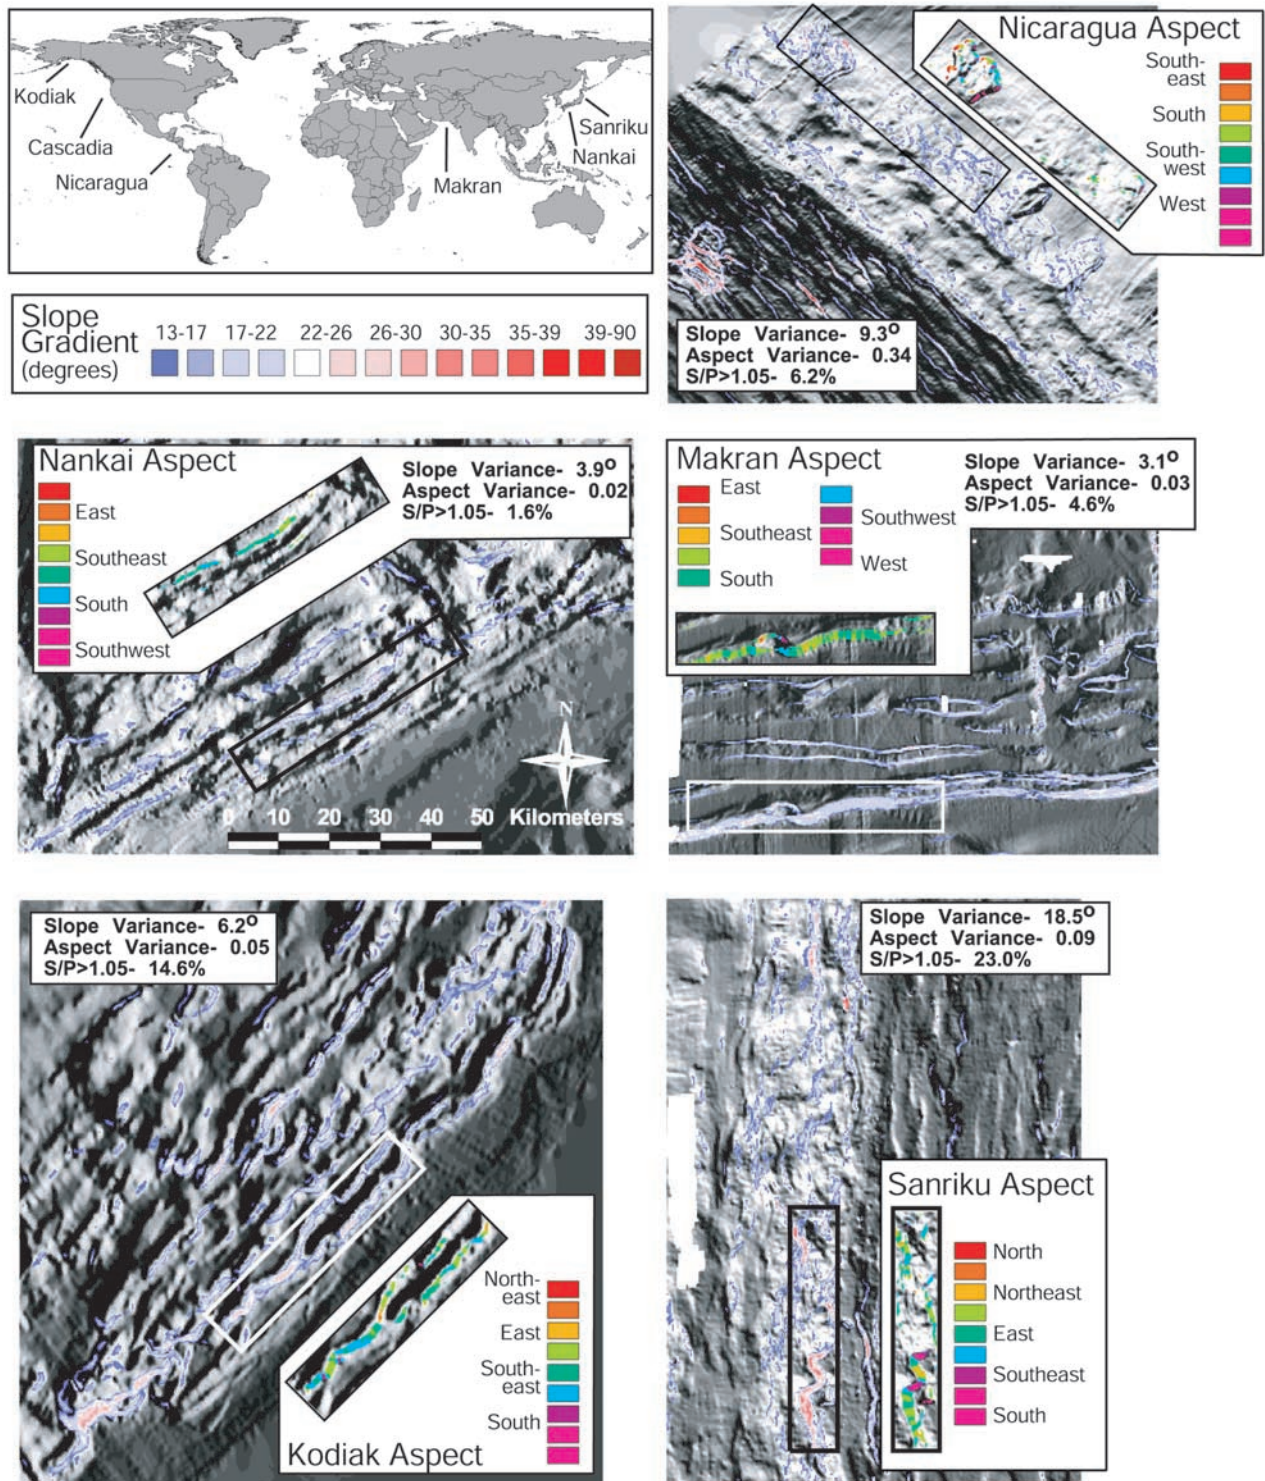 Kodiak
Cascadia
Nicaragua
Makran
Sanriku
Nankai
Slope
Gradient
(degrees)
13-17 17-22 22-26 26-30 30-35 35-39 39-90
Nicaragua Aspect
South-
east
South
South-
west
West
Slope Variance- 9.3º
Aspect Variance- 0.34
S/P>1.05- 6.2%
Nankai Aspect
East
Southeast
South
Southwest
Slope Variance- 3.9º
Aspect Variance- 0.02
S/P>1.05- 1.6%
N
0 10 20 30 40 50 Kilometers
Makran Aspect
East
Southeast
South
Southwest
West
Slope Variance- 3.1º
Aspect Variance- 0.03
S/P>1.05- 4.6%
Slope Variance- 6.2º
Aspect Variance- 0.05
S/P>1.05- 14.6%
North-
east
East
South-
east
South
Kodiak Aspect
Slope Variance- 18.5º
Aspect Variance- 0.09
S/P>1.05- 23.0%
Sanriku Aspect
North
Northeast
East
Southeast
South